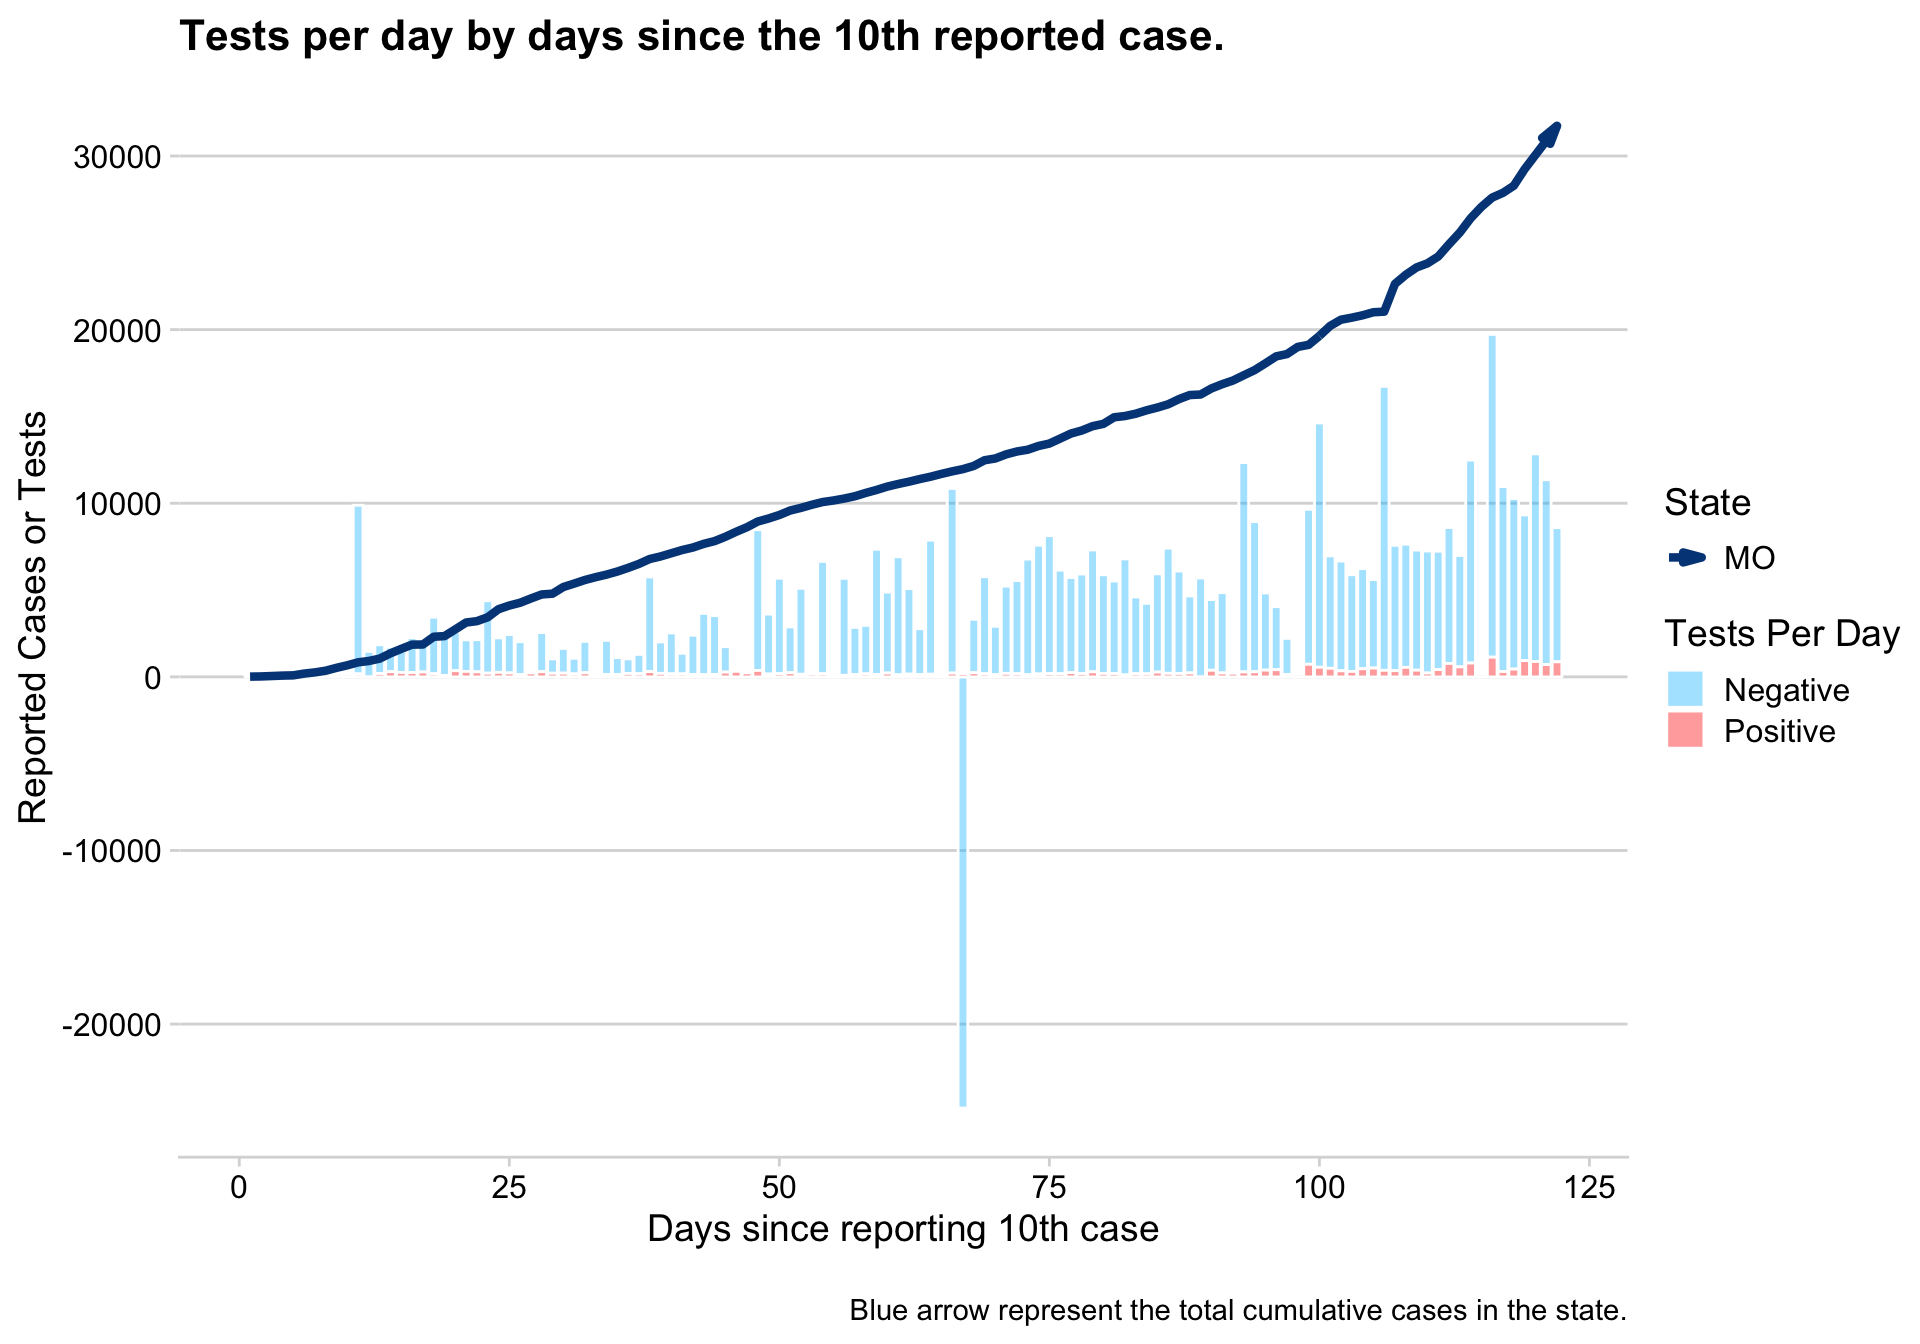 Tests per day by days since the 10th reported case.
30000
20000
10000
0
-10000
-20000
Reported Cases or Tests
0 25 50 75 100 125
Days since reporting 10th case
State
MO
Tests Per Day
Negative
Positive
Blue arrow represent the total cumulative cases in the state.